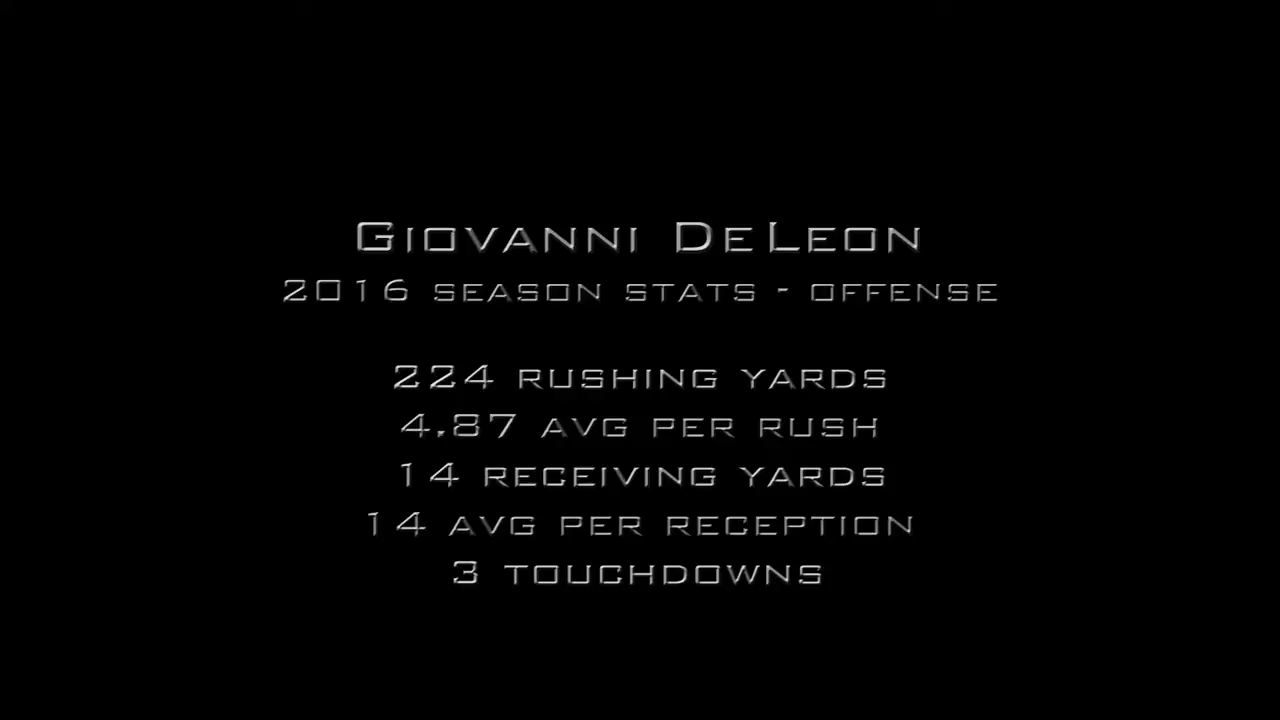 Giovanni DeLeon
2016 season stats - offense
224 rushing yards
4.87 avg per rush
14 receiving yards
14 avg per reception
3 touchdowns